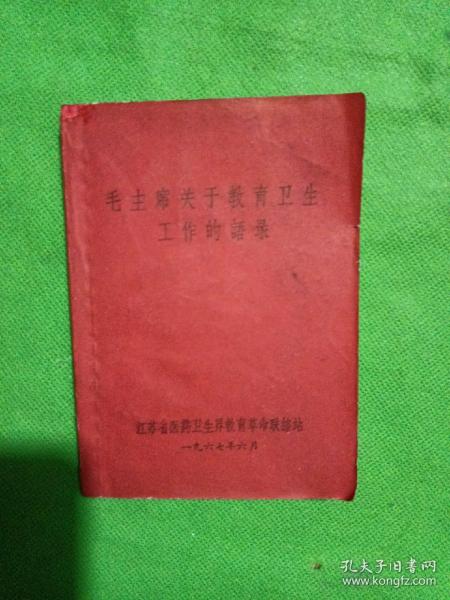 毛主席关于教育卫生
工作的語录
江苏省医药卫生界教育革命联络站
一九六七年六月
孔夫子旧书网
www.kongfz.com